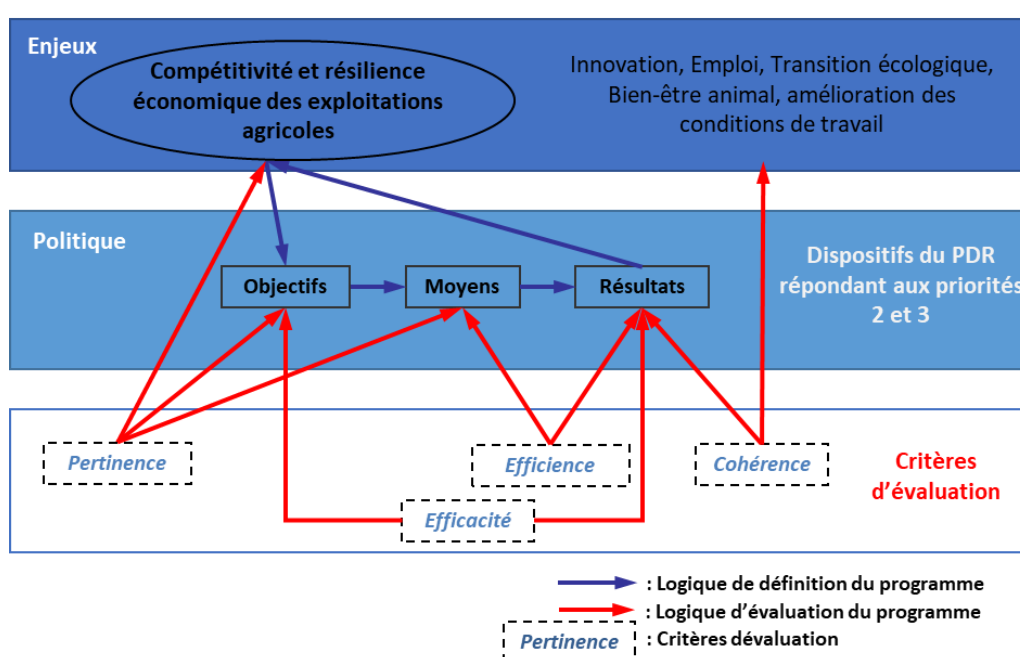 Enjeux
Compétitivité et résilience
économique des exploitations
agricoles
Innovation, Emploi, Transition écologique,
Bien-être animal, amélioration des
conditions de travail
Politique
Objectifs
Moyens
Résultats
Dispositifs du PDR
répondant aux priorités
2 et 3
Pertinence
Efficience
Cohérence
Efficacité
Critères
d'évaluation
: Logique de définition du programme
: Logique d'évaluation du programme
Pertinence : Critères dévaluation